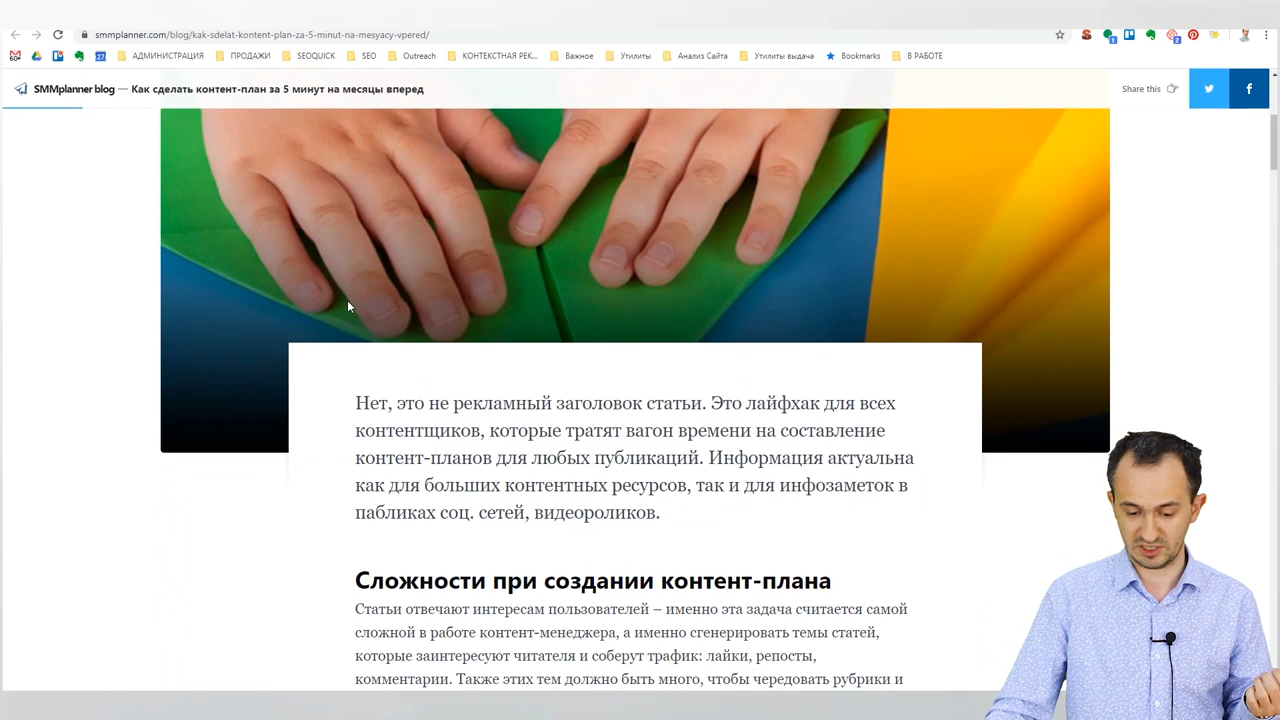 smmplanner.com/blog/kak-sdelat-kontent-plan-za-5-minut-na-mesyacy-vpered/
АДМИНИСТРАЦИЯ ПРОДАЖИ SEOQUICK SEO Outreach КОНТЕКСТНАЯ РЕК... Важное Утилиты Анализ Сайта Утилиты выдача Bookmarks В РАБОТЕ
SMMplanner blog — Как сделать контент-план за 5 минут на месяцы вперед Share this
Нет, это не рекламный заголовок статьи. Это лайфхак для всех
контентщиков, которые тратят вагон времени на составление
контент-планов для любых публикаций. Информация актуальна
как для больших контентных ресурсов, так и для инфозаметок в
пабликах соц. сетей, видеороликов.
Сложности при создании контент-плана
Статьи отвечают интересам пользователей – именно эта задача считается самой
сложной в работе контент-менеджера, а именно сгенерировать темы статей,
которые заинтересуют читателя и соберут трафик: лайки, репосты,
комментарии. Также этих тем должно быть много, чтобы чередовать рубрики и